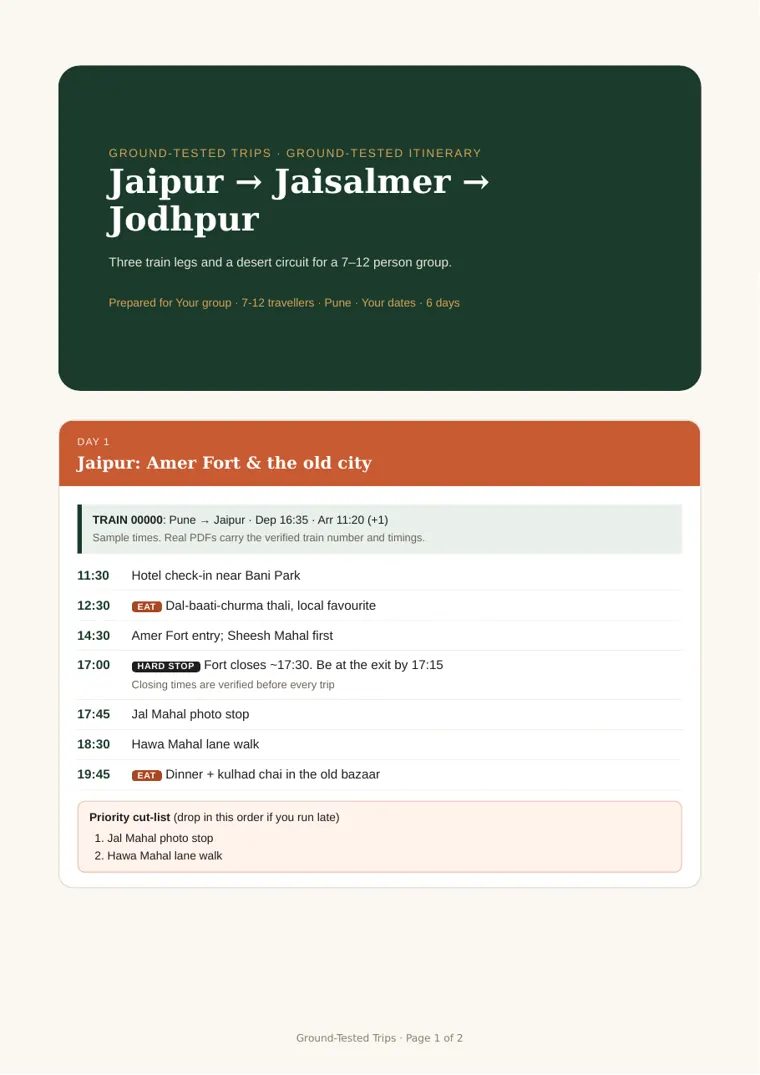 GROUND-TESTED TRIPS · GROUND-TESTED ITINERARY
Jaipur → Jaisalmer →
Jodhpur
Three train legs and a desert circuit for a 7–12 person group.
Prepared for Your group · 7-12 travellers · Pune · Your dates · 6 days
DAY 1
Jaipur: Amer Fort & the old city
TRAIN 00000: Pune → Jaipur · Dep 16:35 · Arr 11:20 (+1)
Sample times. Real PDFs carry the verified train number and timings.
11:30 Hotel check-in near Bani Park
12:30 EAT Dal-baati-churma thali, local favourite
14:30 Amer Fort entry; Sheesh Mahal first
17:00 HARD STOP Fort closes ~17:30. Be at the exit by 17:15
Closing times are verified before every trip
17:45 Jal Mahal photo stop
18:30 Hawa Mahal lane walk
19:45 EAT Dinner + kulhad chai in the old bazaar
Priority cut-list (drop in this order if you run late)
1. Jal Mahal photo stop
2. Hawa Mahal lane walk
Ground-Tested Trips · Page 1 of 2